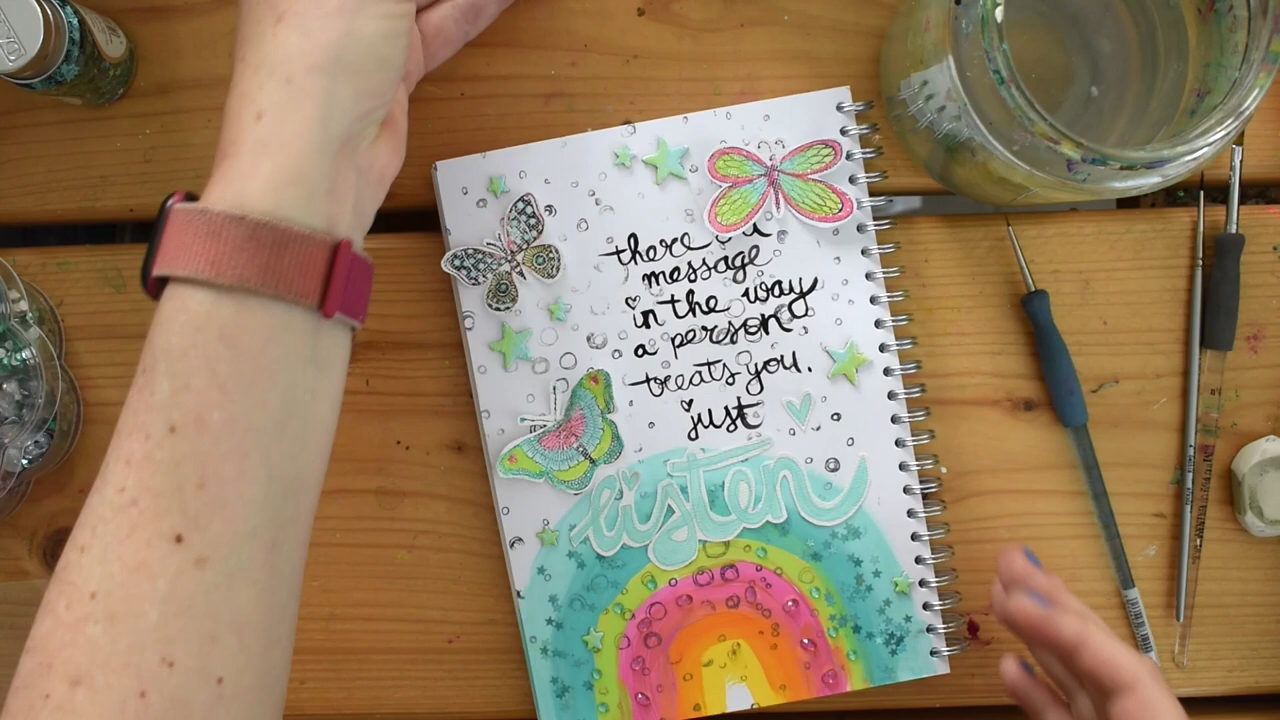 there
message
in the way
a person
treats you.
just
listen